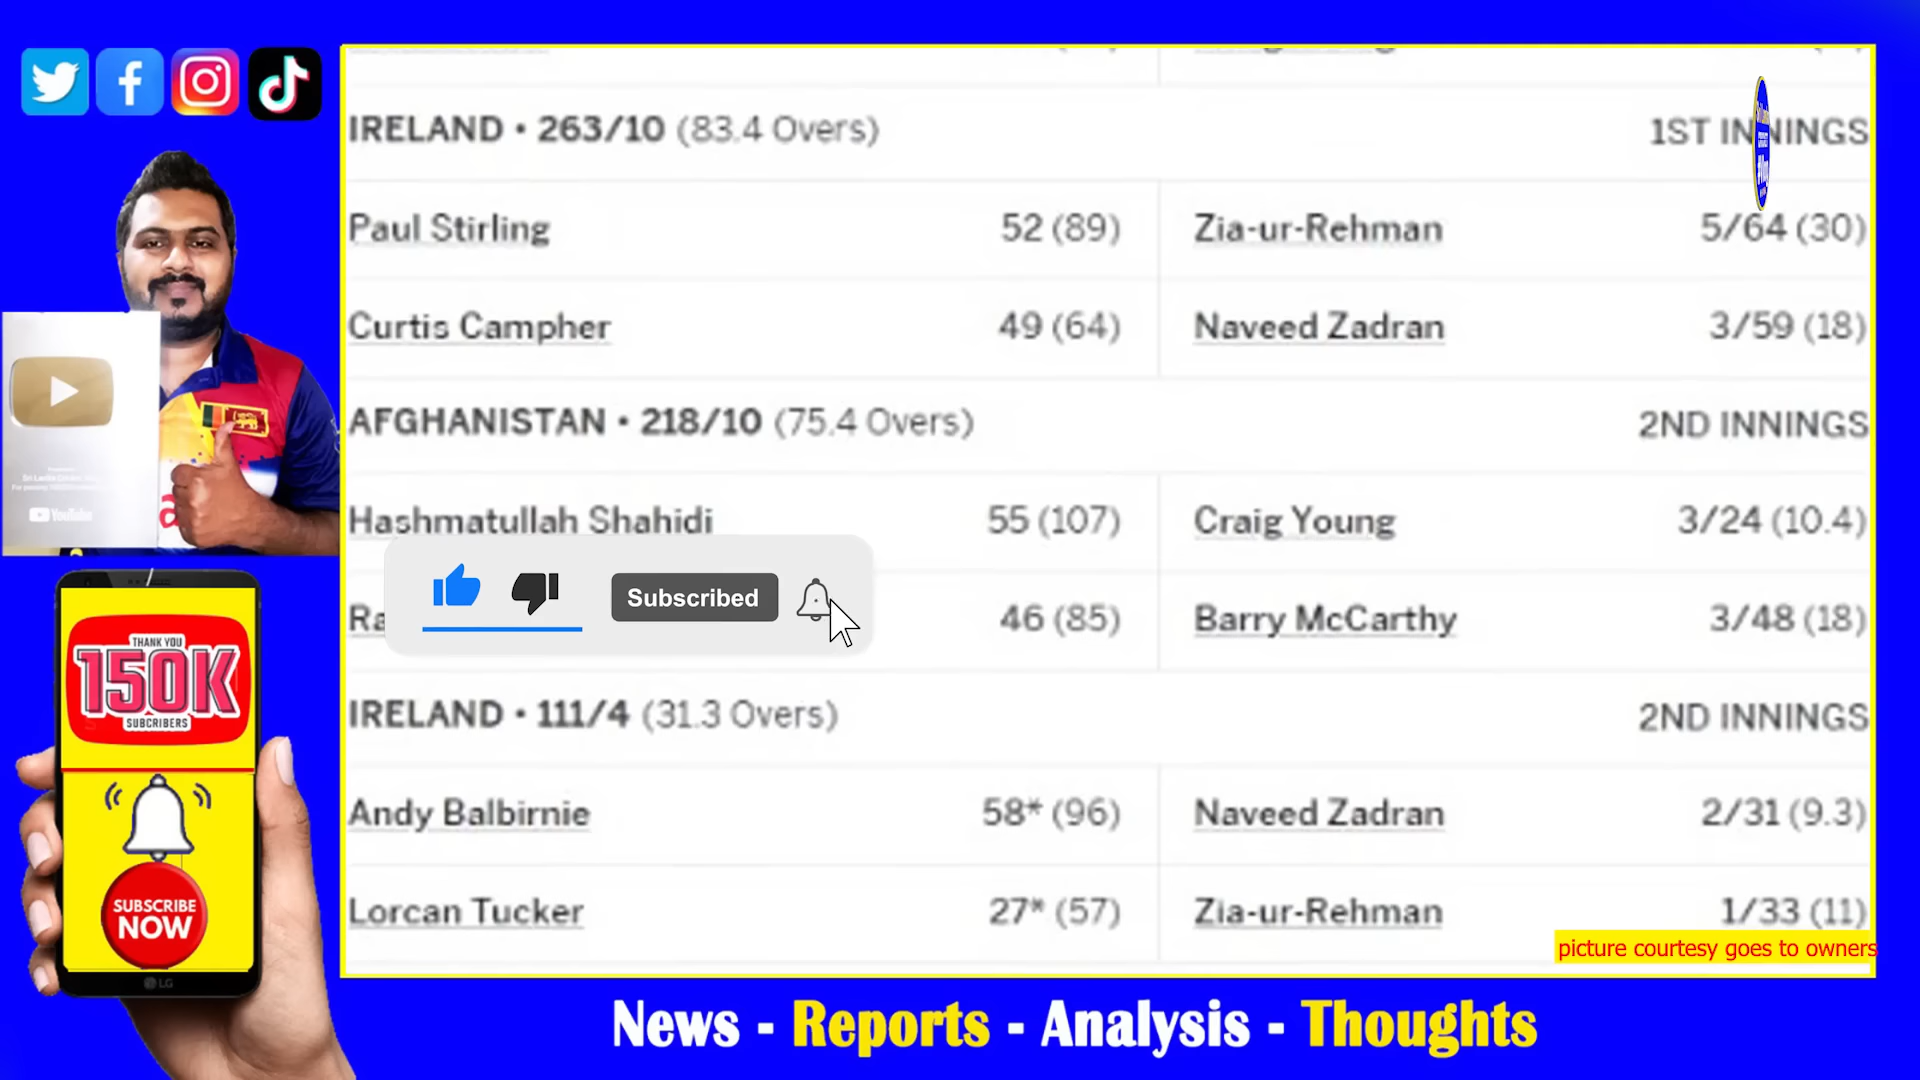 IRELAND • 263/10 (83.4 Overs) 1ST INNINGS
Paul Stirling 52 (89) Zia-ur-Rehman 5/64 (30)
Curtis Campher 49 (64) Naveed Zadran 3/59 (18)
AFGHANISTAN • 218/10 (75.4 Overs) 2ND INNINGS
Hashmatullah Shahidi 55 (107) Craig Young 3/24 (10.4)
46 (85) Barry McCarthy 3/48 (18)
Subscribed
IRELAND • 111/4 (31.3 Overs) 2ND INNINGS
Andy Balbirnie 58* (96) Naveed Zadran 2/31 (9.3)
Lorcan Tucker 27* (57) Zia-ur-Rehman 1/33 (11)
picture courtesy goes to owners
YouTube
THANK YOU
150K
SUBCRIBERS
SUBSCRIBE
NOW
LG
News - Reports - Analysis - Thoughts